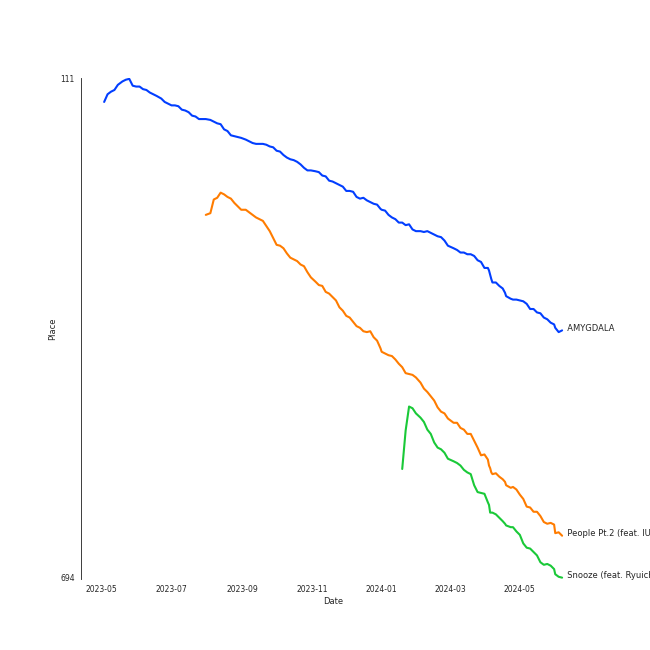 111
Place
AMYGDALA
People Pt.2 (feat. IU
Snooze (feat. Ryuic
694
2023-05 2023-07 2023-09 2023-11 2024-01 2024-03 2024-05
Date